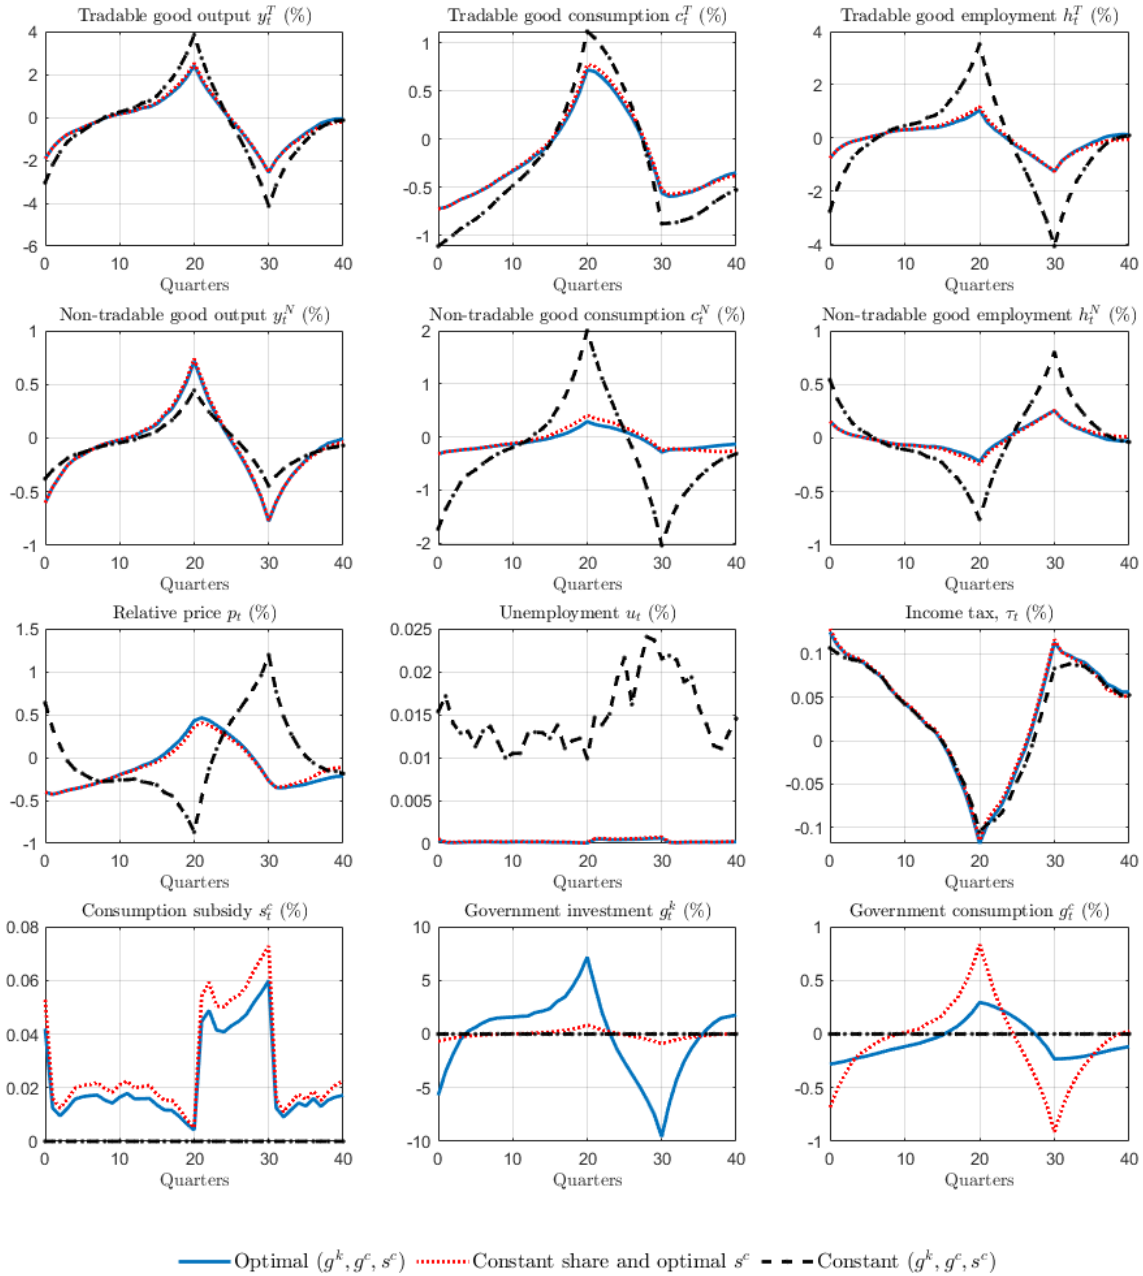 Tradable good output y_t^T (%)
4
2
0
-2
-4
-6
0 10 20 30 40
Quarters
Tradable good consumption c_t^T (%)
1
0.5
0
-0.5
-1
0 10 20 30 40
Quarters
Tradable good employment h_t^T (%)
4
2
0
-2
-4
0 10 20 30 40
Quarters
Non-tradable good output y_t^N (%)
1
0.5
0
-0.5
-1
0 10 20 30 40
Quarters
Non-tradable good consumption c_t^N (%)
2
1
0
-1
-2
0 10 20 30 40
Quarters
Non-tradable good employment h_t^N (%)
1
0.5
0
-0.5
-1
0 10 20 30 40
Quarters
Relative price p_t (%)
1.5
1
0.5
0
-0.5
-1
0 10 20 30 40
Quarters
Unemployment u_t (%)
0.025
0.02
0.015
0.01
0.005
0
0 10 20 30 40
Quarters
Income tax, τ_t (%)
0.1
0.05
0
-0.05
-0.1
0 10 20 30 40
Quarters
Consumption subsidy s_t^c (%)
0.08
0.06
0.04
0.02
0
0 10 20 30 40
Quarters
Government investment g_t^k (%)
10
5
0
-5
-10
0 10 20 30 40
Quarters
Government consumption g_t^c (%)
1
0.5
0
-0.5
-1
0 10 20 30 40
Quarters
Optimal (g^k, g^c, s^c) Constant share and optimal s^c Constant (g^k, g^c, s^c)